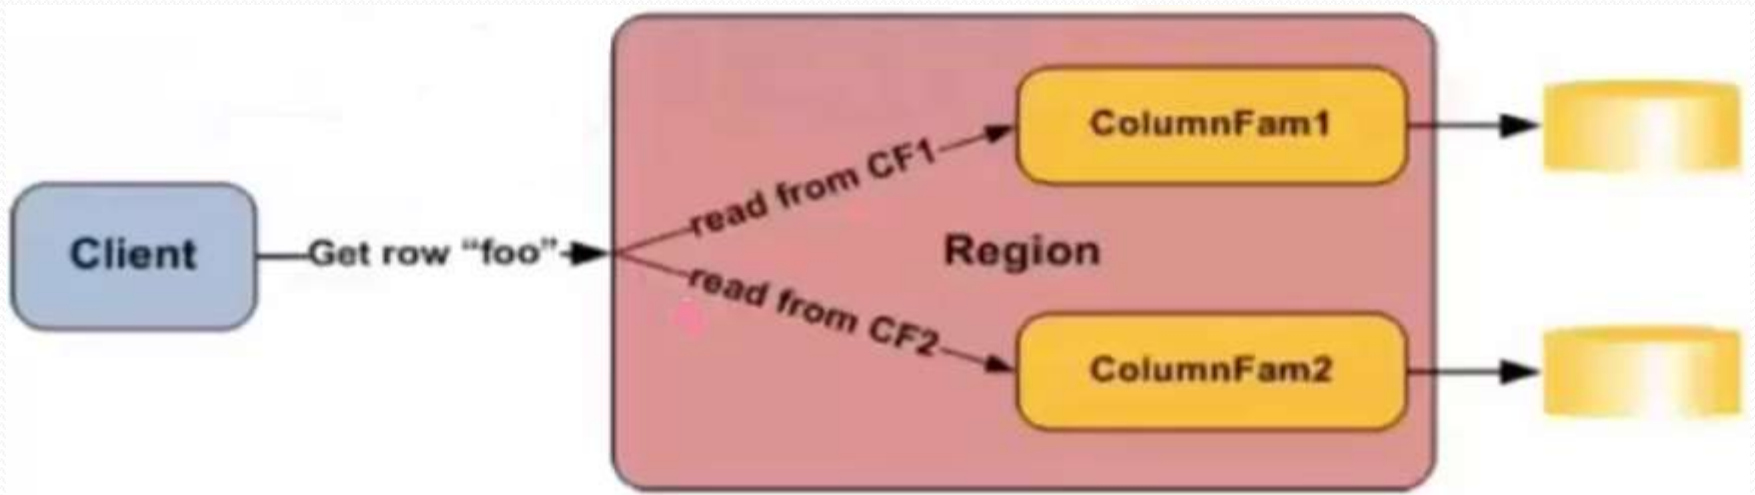 Client
Get row “foo”
read from CF1
ColumnFam1
Region
read from CF2
ColumnFam2